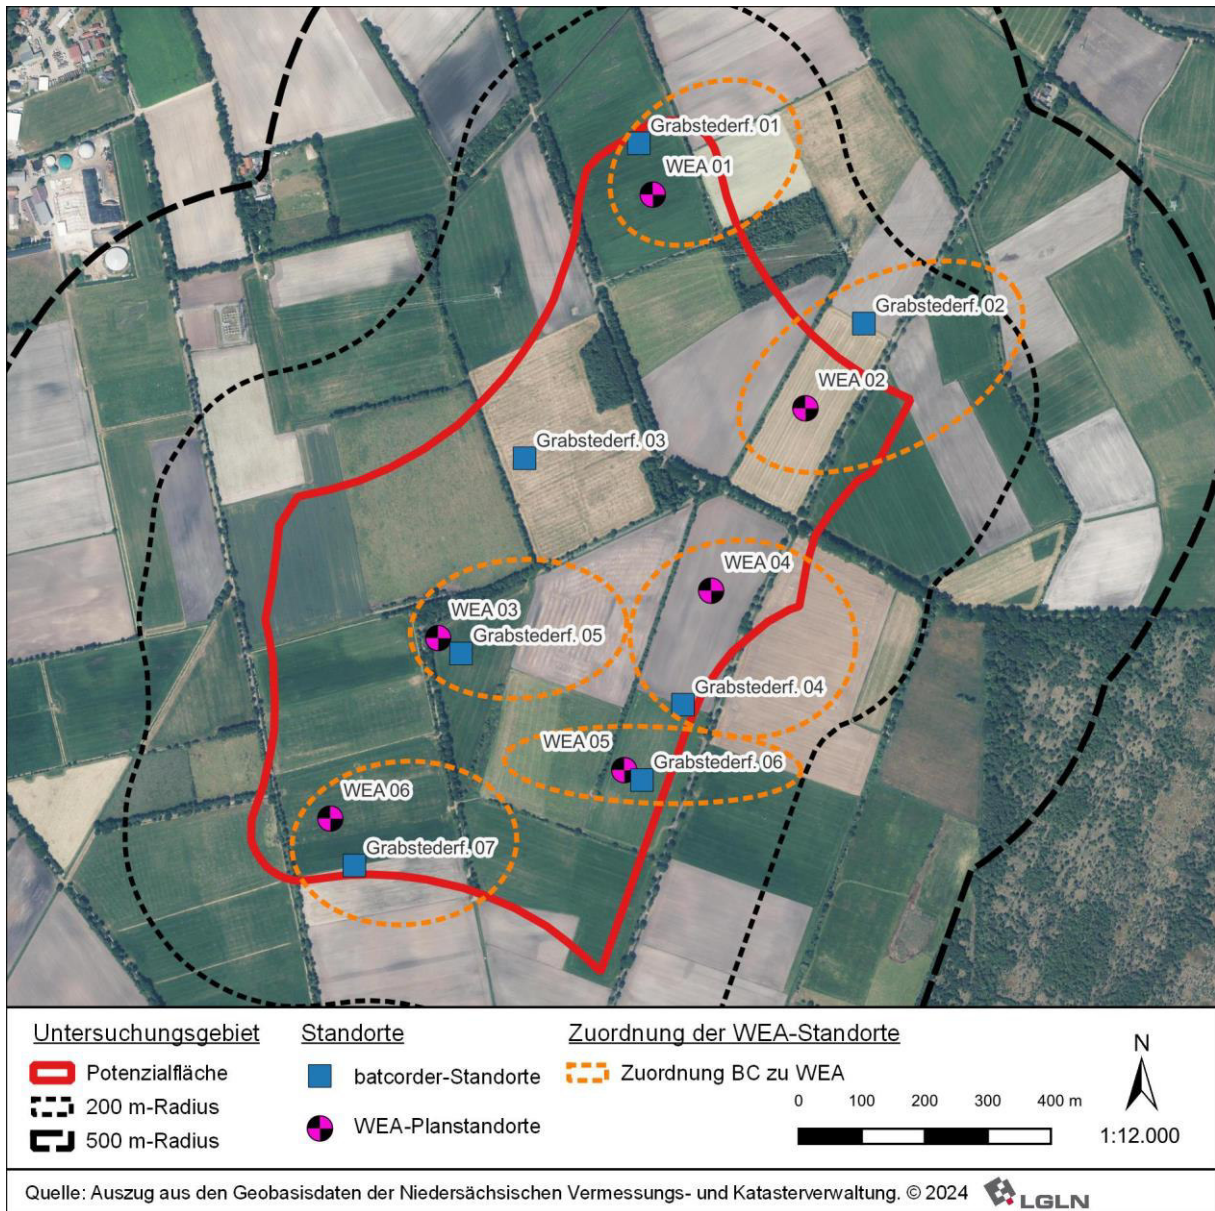 Grabstederf. 01
WEA 01
Grabstederf. 02
WEA 02
Grabstederf. 03
WEA 04
WEA 03
Grabstederf. 05
Grabstederf. 04
WEA 05
Grabstederf. 06
WEA 06
Grabstederf. 07
Untersuchungsgebiet
Potenzialfläche
200 m-Radius
500 m-Radius
Standorte
batcorder-Standorte
WEA-Planstandorte
Zuordnung der WEA-Standorte
Zuordnung BC zu WEA
0 100 200 300 400 m
N
1:12.000
Quelle: Auszug aus den Geobasisdaten der Niedersächsischen Vermessungs- und Katasterverwaltung. © 2024 LGLN